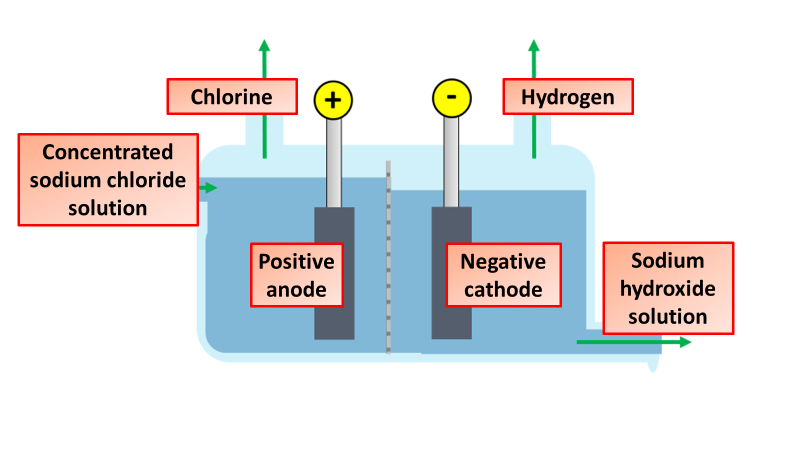 Chlorine
+
-
Hydrogen
Concentrated
sodium chloride
solution
Positive
anode
Negative
cathode
Sodium
hydroxide
solution